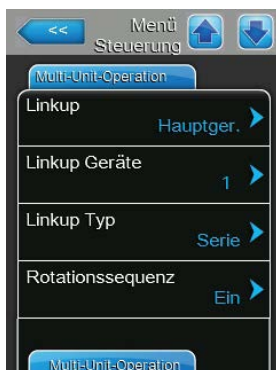 <<
Menü
Steuerung
Multi-Unit-Operation
Linkup
Hauptger.
Linkup Geräte
1
Linkup Typ
Serie
Rotationssequenz
Ein
Multi-Unit-Operation